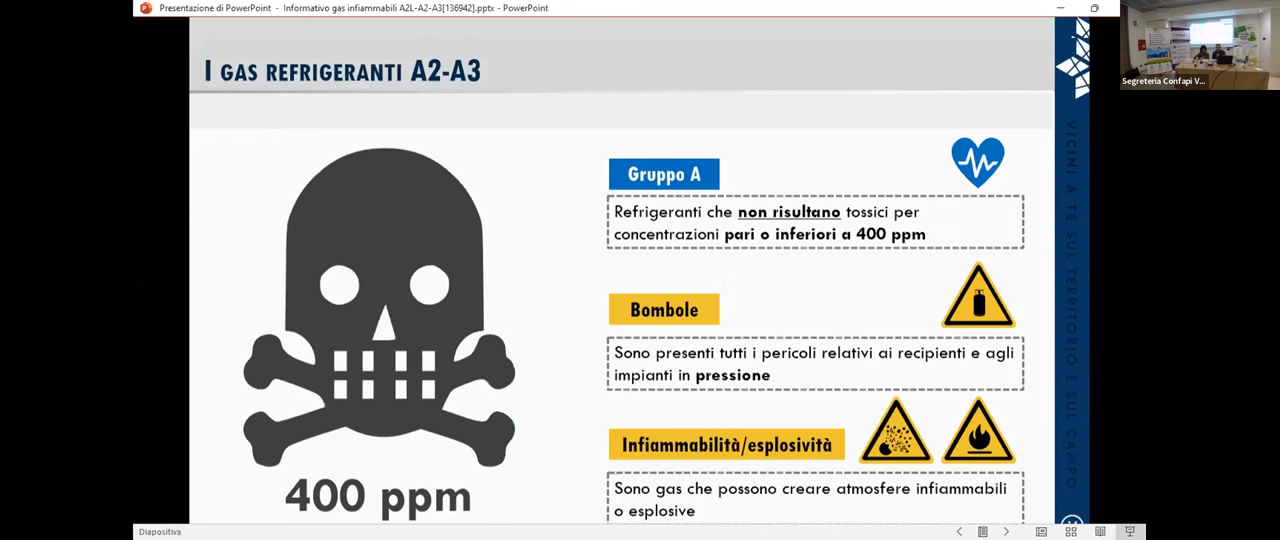 Presentazione di PowerPoint - Informativo gas infiammabili A2L-A2-A3[136942].pptx - PowerPoint
Segreteria Confapi V...
I GAS REFRIGERANTI A2-A3
400 ppm
Gruppo A
Refrigeranti che non risultano tossici per
concentrazioni pari o inferiori a 400 ppm
Bombole
Sono presenti tutti i pericoli relativi ai recipienti e agli
impianti in pressione
Infiammabilità/esplosività
Sono gas che possono creare atmosfere infiammabili
o esplosive
VICINI A TE SUL TERRITORIO E SUL CAMPO
Diapositiva